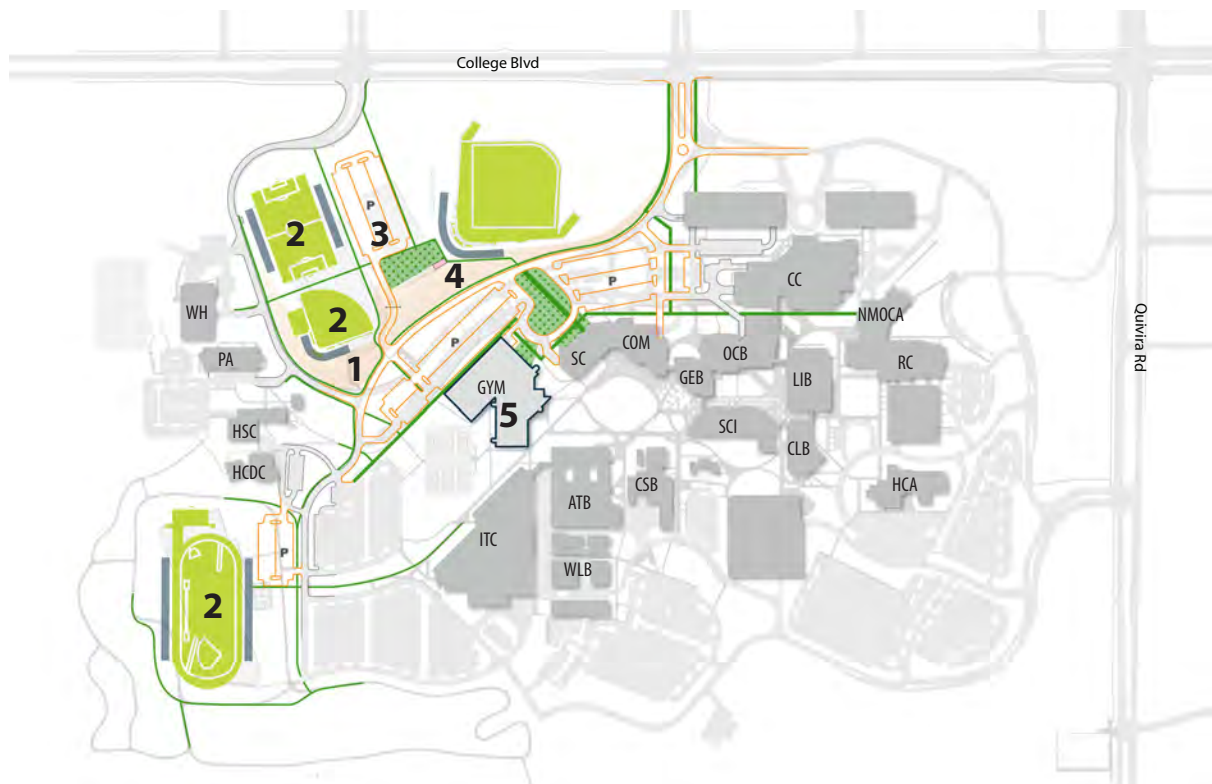 College Blvd
P
2
3
4
CC
P
Quivira Rd
WH
2
NMOCA
P
COM
OCB
SC
PA
1
GEB
LIB
RC
GYM
5
SCI
HSC
CLB
HCDC
ATB
CSB
HCA
ITC
P
WLB
2